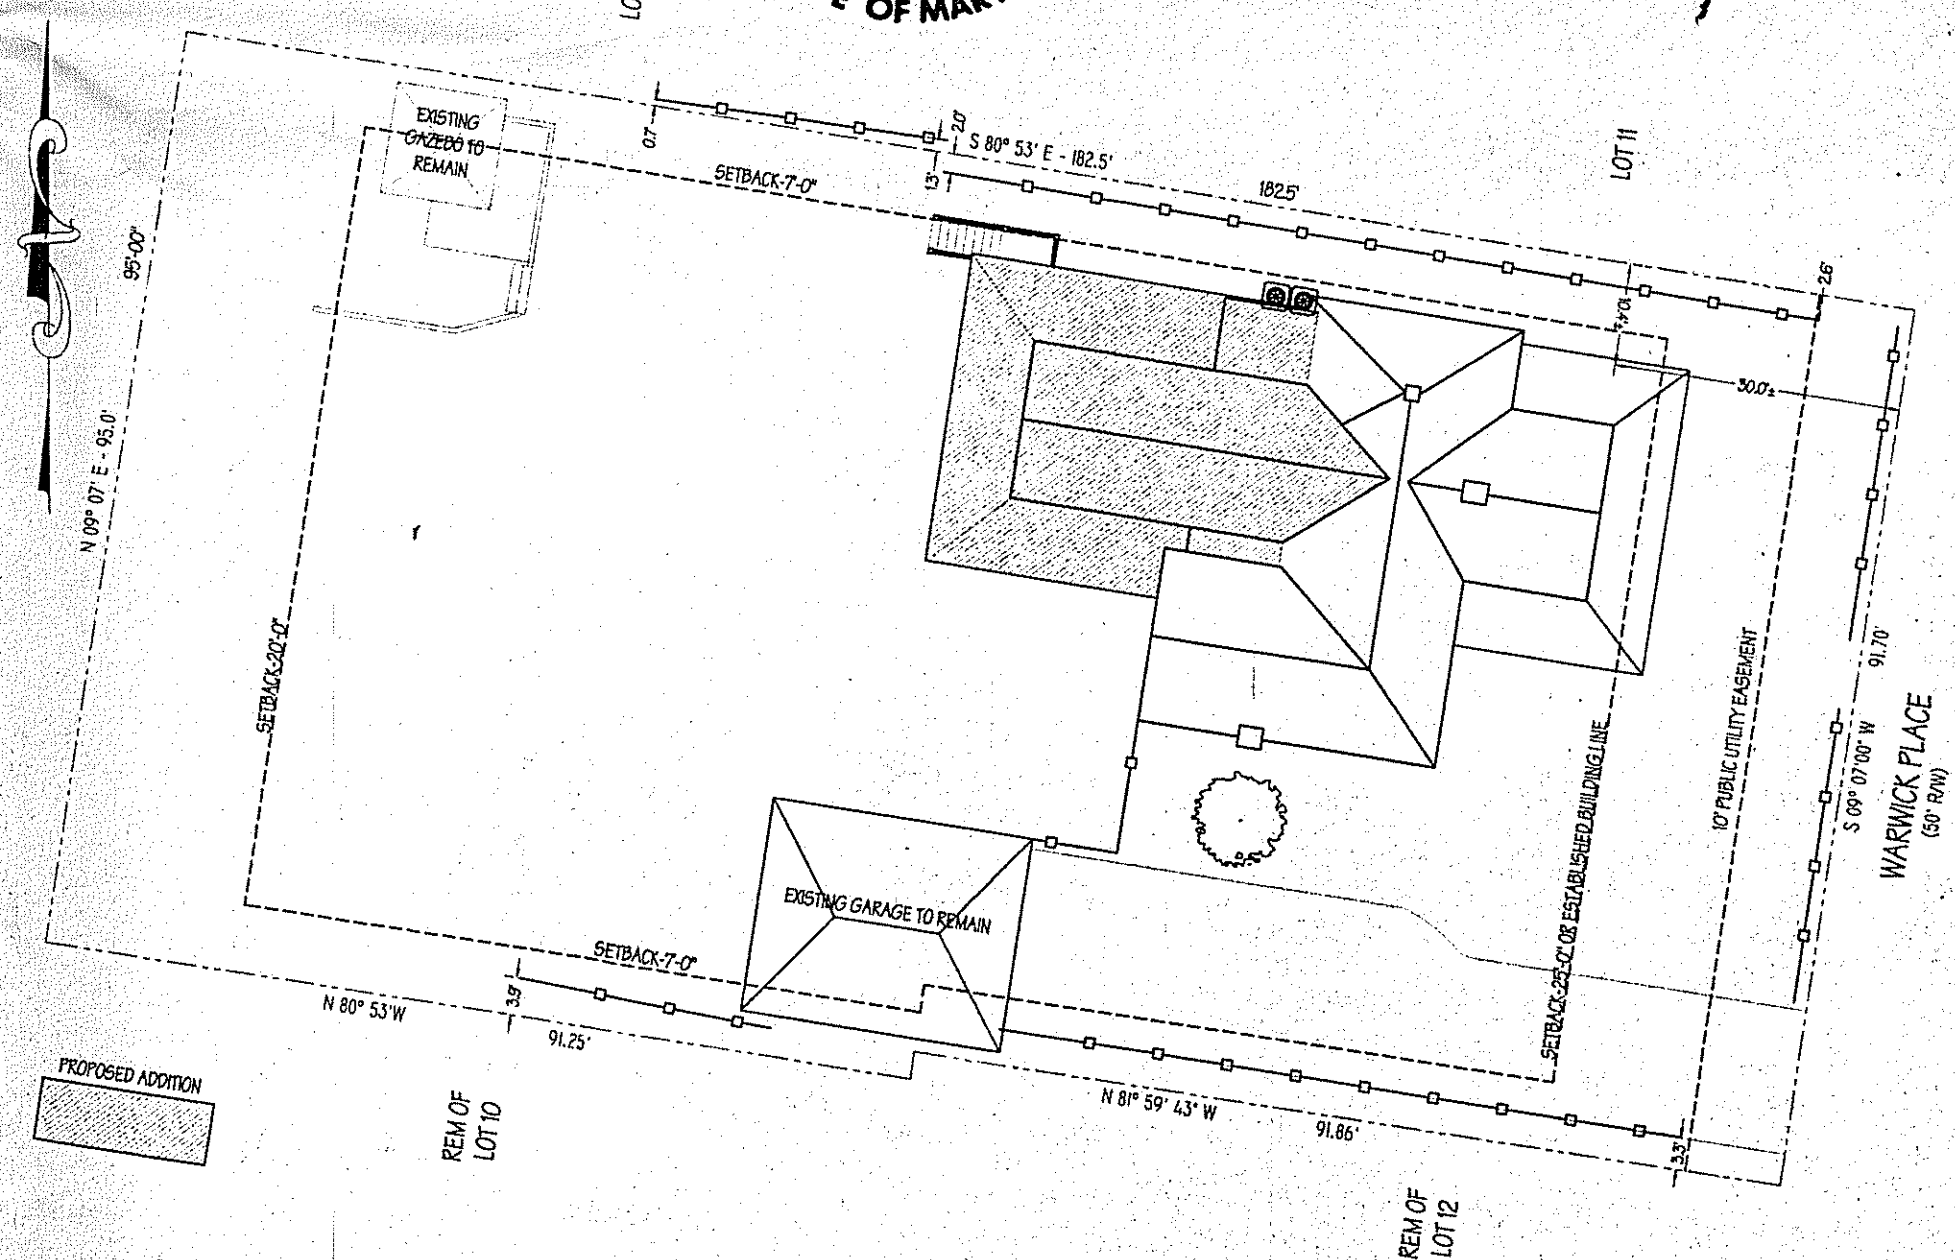 LO
OF MAR
EXISTING
GAZEBO TO
REMAIN
0.7
2.0'
S 80° 53' E - 182.5'
182.5'
LOT 11
SETBACK-7'-0"
1.3'
95'-00"
10.4'±
2.6'
30.0'±
N 09° 07' E - 95.0'
SETBACK-20'-0"
10' PUBLIC UTILITY EASEMENT
91.70'
S 09° 07'00" W
WARWICK PLACE
(50' R/W)
SETBACK-25'-0" OR ESTABLISHED BUILDING LINE
EXISTING GARAGE TO REMAIN
SETBACK-7'-0"
N 80° 53'W
3.9'
91.25'
PROPOSED ADDITION
REM OF
LOT 10
N 81° 59' 43" W
91.86'
3.3'
REM OF
LOT 12